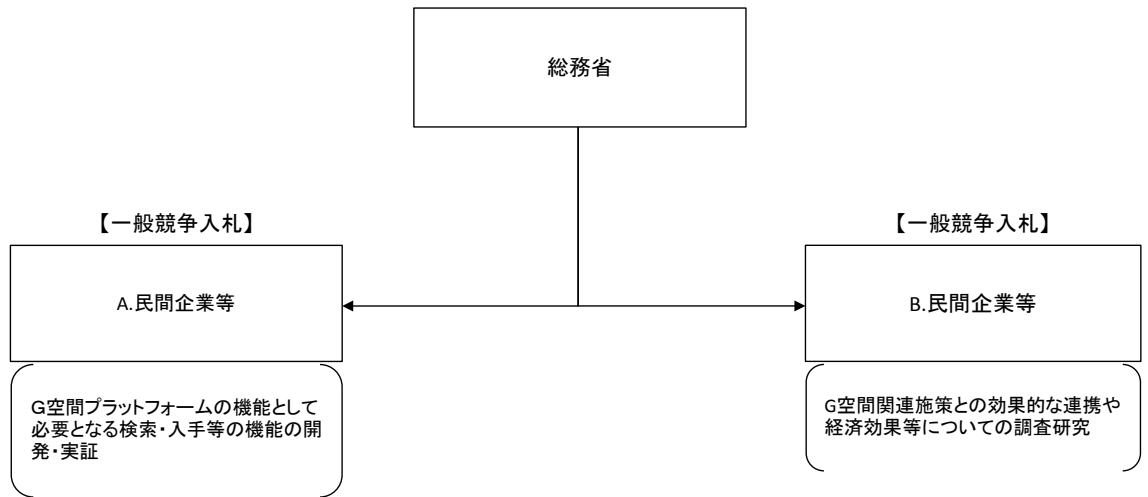 総務省
【一般競争入札】
A.民間企業等
Ｇ空間プラットフォームの機能として
必要となる検索・入手等の機能の開
発・実証
【一般競争入札】
B.民間企業等
G空間関連施策との効果的な連携や
経済効果等についての調査研究